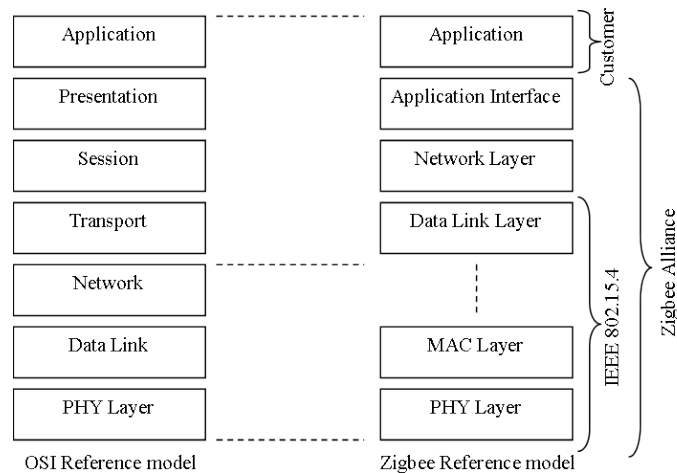 Application
Presentation
Session
Transport
Network
Data Link
PHY Layer
OSI Reference model
Application
Application Interface
Network Layer
Data Link Layer
MAC Layer
PHY Layer
Zigbee Reference model
Customer
IEEE 802.15.4
Zigbee Alliance